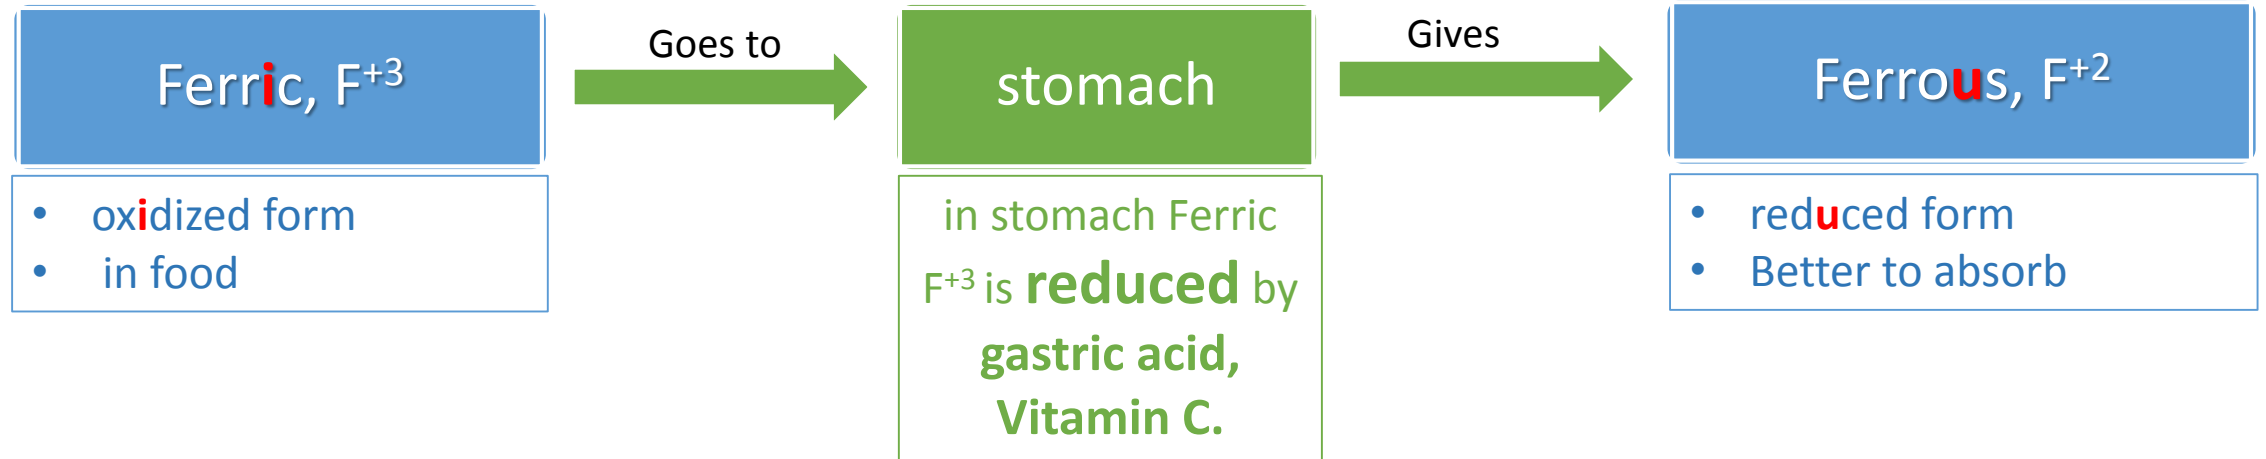 Ferric, F+3
• oxidized form
• in food
Goes to
stomach
in stomach Ferric
F+3 is reduced by
gastric acid,
Vitamin C.
Gives
Ferrous, F+2
• reduced form
• Better to absorb